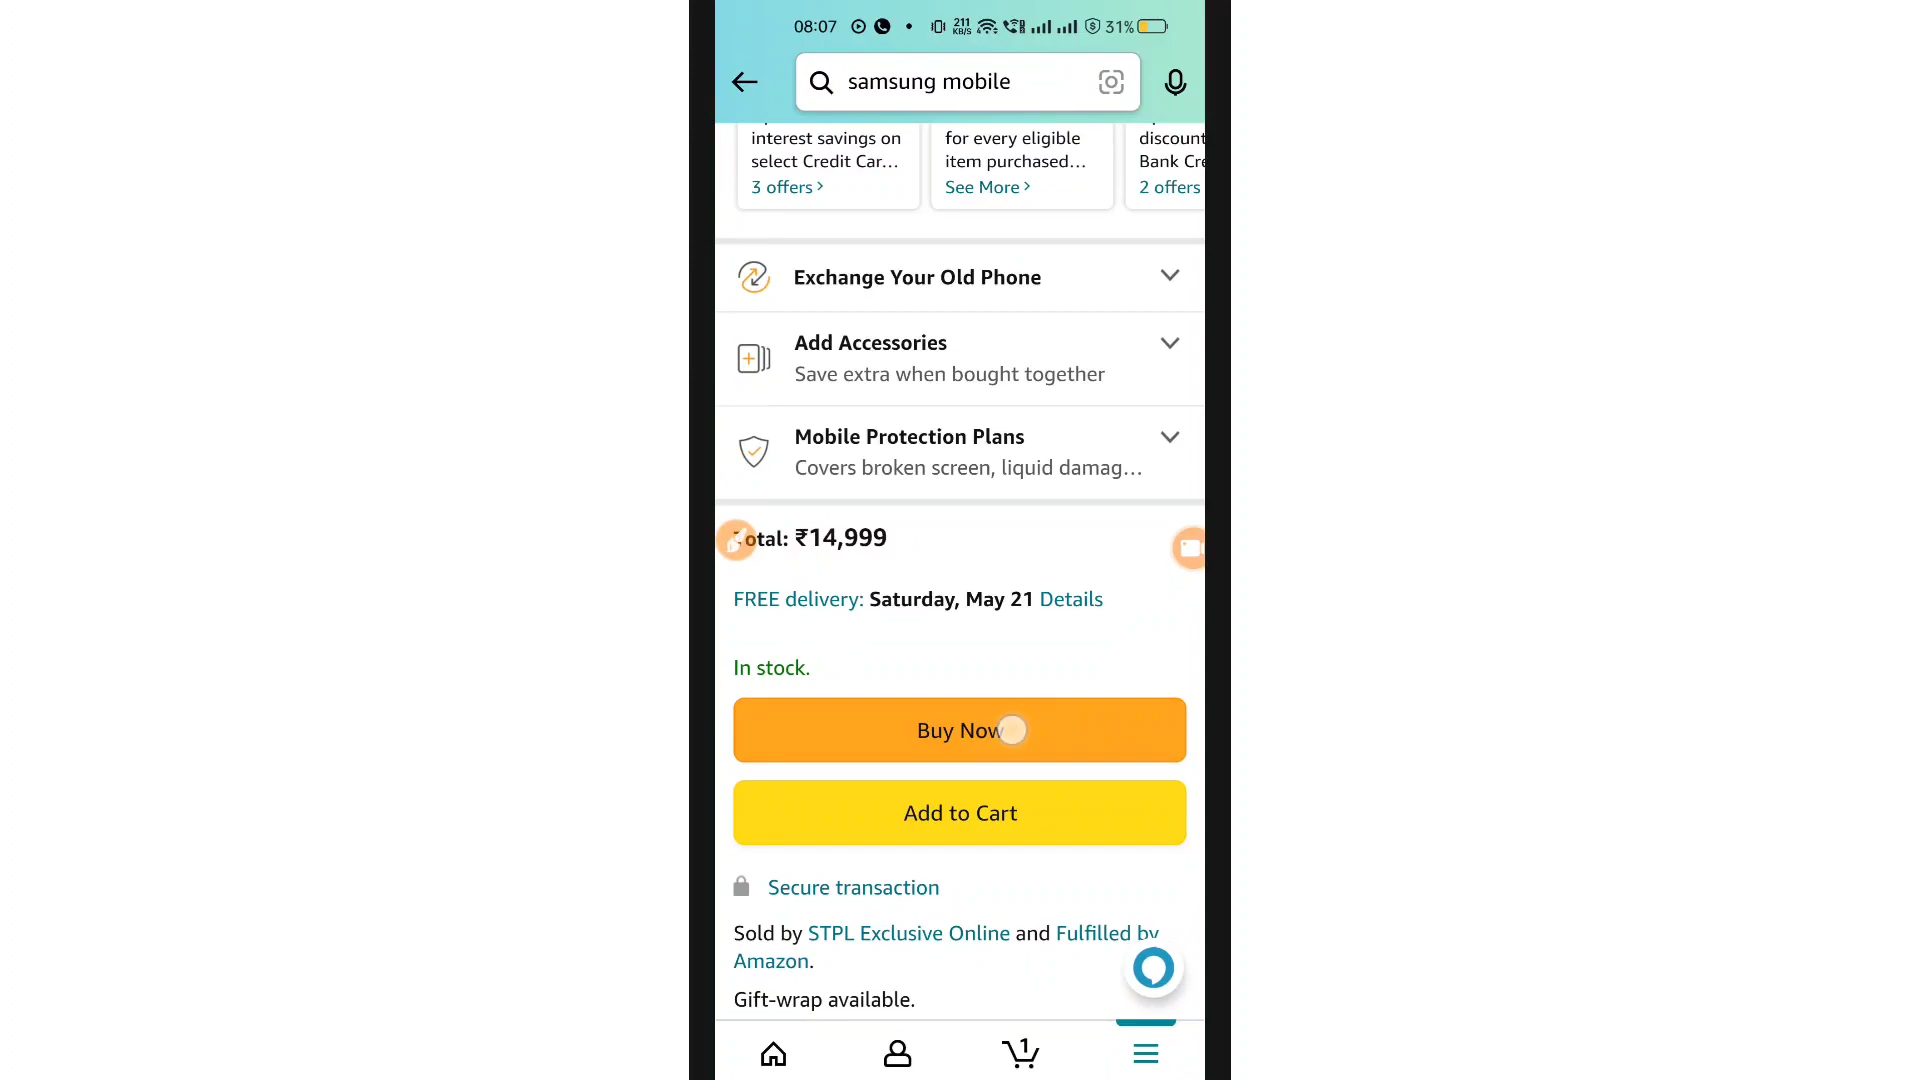 08:07 211 KB/S 31%
samsung mobile
interest savings on
select Credit Car...
3 offers
for every eligible
item purchased...
See More
discount
Bank Cre
2 offers
Exchange Your Old Phone
Add Accessories
Save extra when bought together
Mobile Protection Plans
Covers broken screen, liquid damag...
otal: ₹14,999
FREE delivery: Saturday, May 21 Details
In stock.
Buy Now
Add to Cart
Secure transaction
Sold by STPL Exclusive Online and Fulfilled by
Amazon.
Gift-wrap available.
1